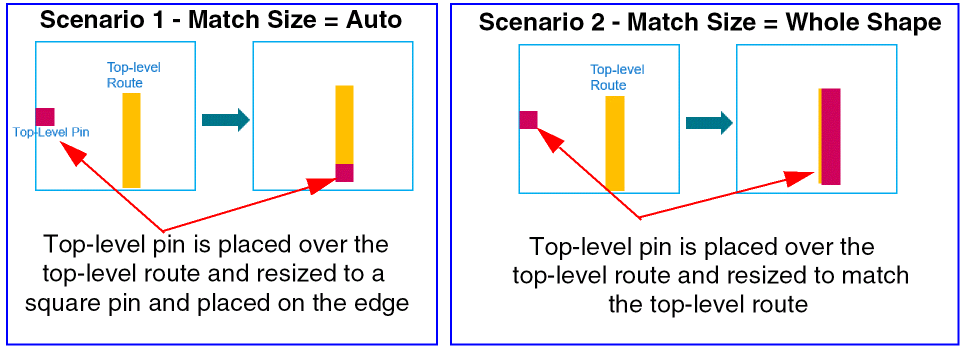 Scenario 1 - Match Size = Auto
Top-level
Route
Top-Level Pin
Top-level pin is placed over the
top-level route and resized to a
square pin and placed on the edge
Scenario 2 - Match Size = Whole Shape
Top-level
Route
Top-level pin is placed over the
top-level route and resized to match
the top-level route